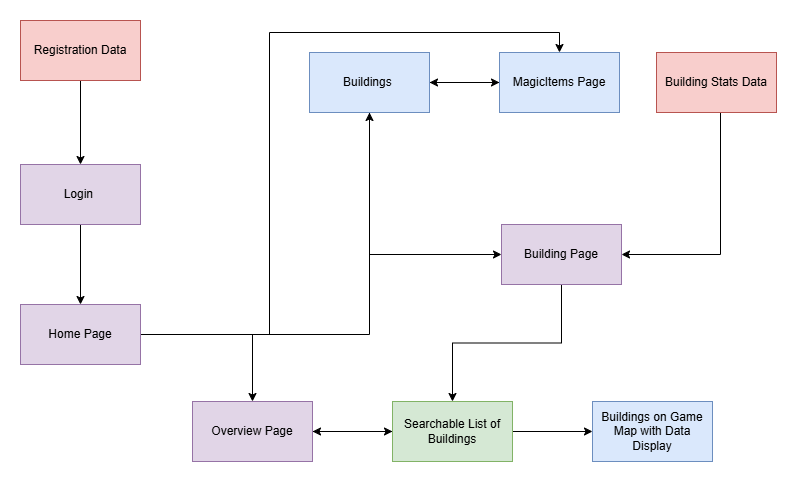 Registration Data
Buildings
MagicItems Page
Building Stats Data
Login
Building Page
Home Page
Overview Page
Searchable List of
Buildings
Buildings on Game
Map with Data
Display